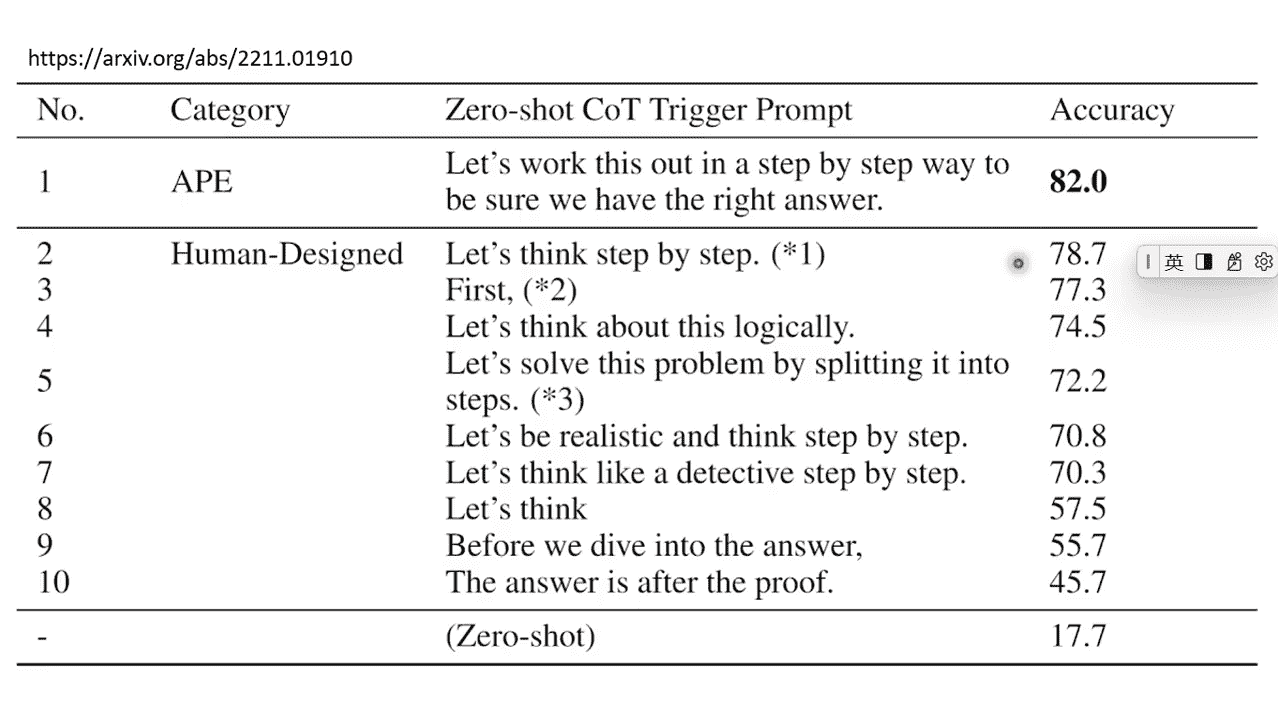 https://arxiv.org/abs/2211.01910
No. Category Zero-shot CoT Trigger Prompt Accuracy
1 APE Let’s work this out in a step by step way to
be sure we have the right answer. 82.0
2 Human-Designed Let’s think step by step. (*1) 78.7
3 First, (*2) 77.3
4 Let’s think about this logically. 74.5
5 Let’s solve this problem by splitting it into
steps. (*3) 72.2
6 Let’s be realistic and think step by step. 70.8
7 Let’s think like a detective step by step. 70.3
8 Let’s think 57.5
9 Before we dive into the answer, 55.7
10 The answer is after the proof. 45.7
- (Zero-shot) 17.7
英